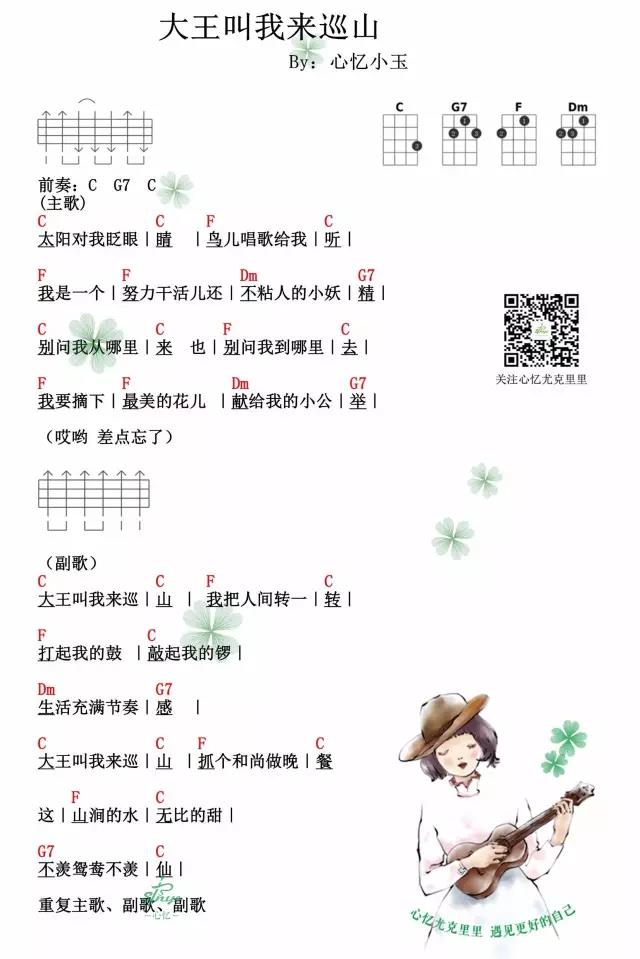 大王叫我来巡山
By：心忆小玉
C G7 F Dm
前奏：C G7 C
(主歌)
C C F C
太阳对我眨眼|睛 |鸟儿唱歌给我|听|
F F Dm G7
我是一个|努力干活儿还|不粘人的小妖|精|
C C F C
别问我从哪里|来 也|别问我到哪里|去|
关注心忆尤克里里
F F Dm G7
我要摘下|最美的花儿 |献给我的小公|举|
（哎哟 差点忘了）
（副歌）
C C F C
大王叫我来巡|山 | 我把人间转一|转|
F C
打起我的鼓 |敲起我的锣|
Dm G7
生活充满节奏|感 |
C C F C
大王叫我来巡|山 |抓个和尚做晚|餐
F C
这|山涧的水|无比的甜|
G7 C
不羡鸳鸯不羡|仙|
~心忆~
重复主歌、副歌、副歌
心忆尤克里里 遇见更好的自己